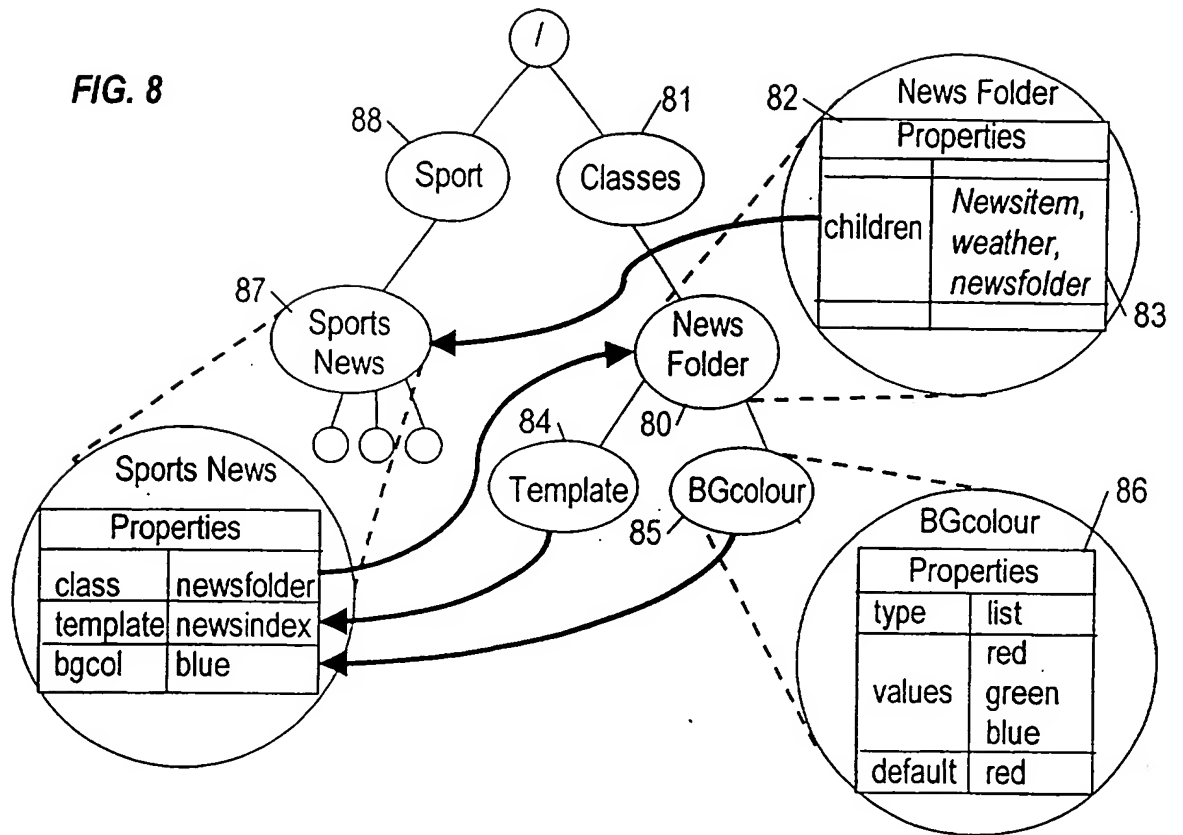 FIG. 8
/
88
Sport
81
Classes
82
News Folder
Properties
children
Newsitem,
weather,
newsfolder
83
87
Sports
News
News
Folder
80
84
Template
BGcolour
85
Sports News
Properties
class newsfolder
template newsindex
bgcol blue
86
BGcolour
Properties
type list
values
red
green
blue
default red